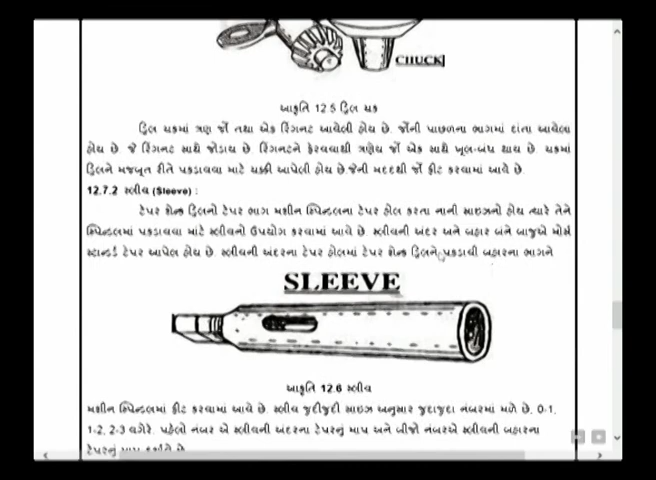 CHUCK
આકૃતિ 12.5 ડ્રિલ ચક
ડ્રિલ ચકમાં ત્રણ જૉ તથા એક રિંગનટ આવેલી હોય છે. જૉની પાછળના ભાગમાં દાંતા આવેલા
હોય છે. જે રિંગનટ સાથે જોડાય છે. રિંગનટને ફેરવવાથી ત્રણેય જૉ એક સાથે ખૂલ-બંધ થાય છે. ચકમાં
ડ્રિલને મજબૂત રીતે પકડાવવા માટે ચક્કી આપેલી હોય છે.જેની મદદથી જૉ ફીટ કરવામાં આવે છે.
12.7.2 સ્લીવ (Sleeve) :
ટેપર શેન્ક ડ્રિલનો ટેપર ભાગ મશીન સ્પિન્ડલના ટેપર હોલ કરતા નાની સાઇઝનો હોય ત્યારે તેને
સ્પિન્ડલમાં પકડાવવા માંટે સ્લીવનો ઉપયોગ કરવામાં આવે છે. સ્લીવની અંદર અને બહાર બંને બાજુએ મોર્સ
સ્ટાન્ડર્ડ ટેપર આપેલ હોય છે. સ્લીવની અંદરના ટેપર હોલમાં ટેપર શેન્ક ડ્રિલને પકડાવી બહારના ભાગને
SLEEVE
આકૃતિ 12.6 સ્લીવ
મશીન સ્પિન્ડલમાં ફીટ કરવામાં આવે છે. સ્લીવ જુદીજુદી સાઇઝ અનુસાર જુદાજુદા નંબરમાં મળે છે. 0-1,
1-2, 2-3 વગેરે. પહેલો નંબર એ સ્લીવની અંદરના ટેપરનું માપ અને બીજો નંબરએ સ્લીવની બહારના
ટેપરનું માપ દર્શાવે છે.